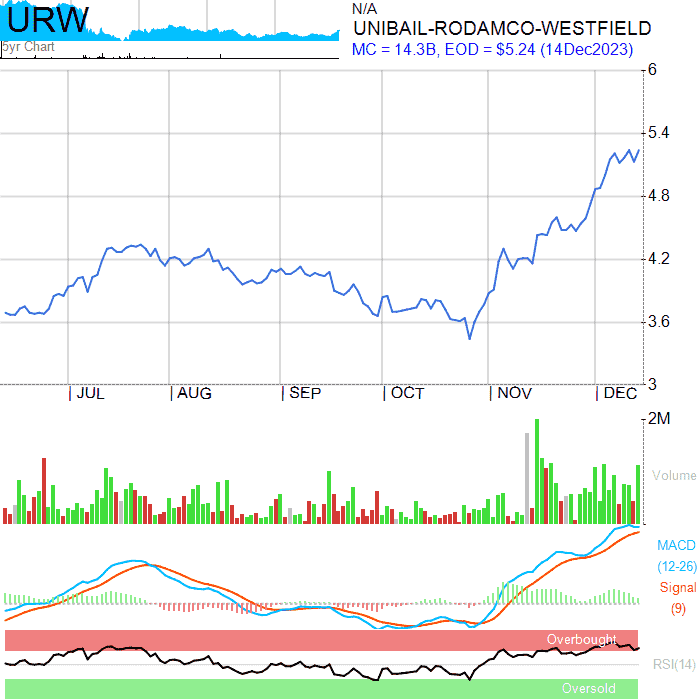 URW
5yr Chart
N/A
UNIBAIL-RODAMCO-WESTFIELD
MC = 14.3B, EOD = $5.24 (14Dec2023)
6
5.4
4.8
4.2
3.6
3
JUL AUG SEP OCT NOV DEC
2M
Volume
MACD
(12-26)
Signal
(9)
Overbought
RSI(14)
Oversold